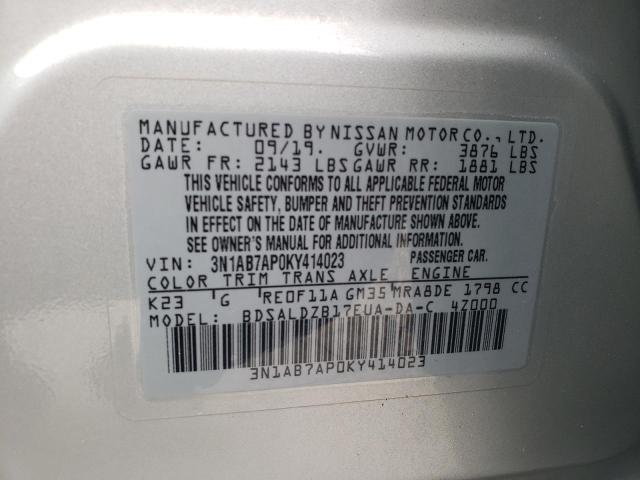 MANUFACTURED BY NISSAN MOTOR CO., LTD.
DATE: 09/19. GVWR: 3876 LBS
GAWR FR: 2143 LBS GAWR RR: 1881 LBS
THIS VEHICLE CONFORMS TO ALL APPLICABLE FEDERAL MOTOR
VEHICLE SAFETY, BUMPER AND THEFT PREVENTION STANDARDS
IN EFFECT ON THE DATE OF MANUFACTURE SHOWN ABOVE.
SEE OWNER'S MANUAL FOR ADDITIONAL INFORMATION.
VIN: 3N1AB7AP0KY414023 PASSENGER CAR.
COLOR TRIM TRANS AXLE ENGINE
K23 G RE0F11A GM35 MRA8DE 1798 CC
MODEL: BDSALDZB17EUA-DA-C 4Z000
3N1AB7AP0KY414023